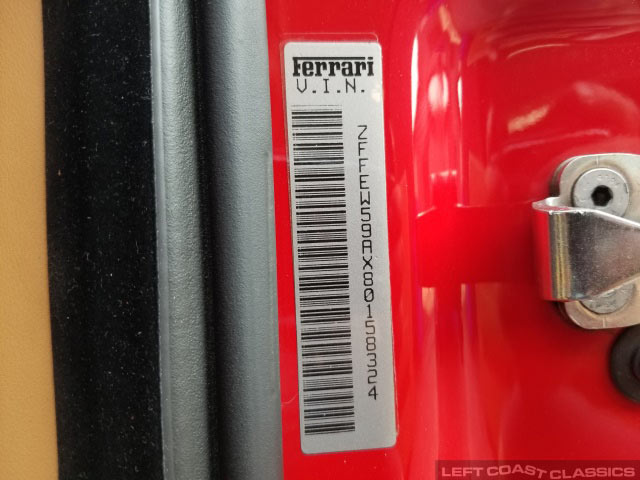 Ferrari
V.I.N.
ZFFEW59AX80158324
LEFT COAST CLASSICS